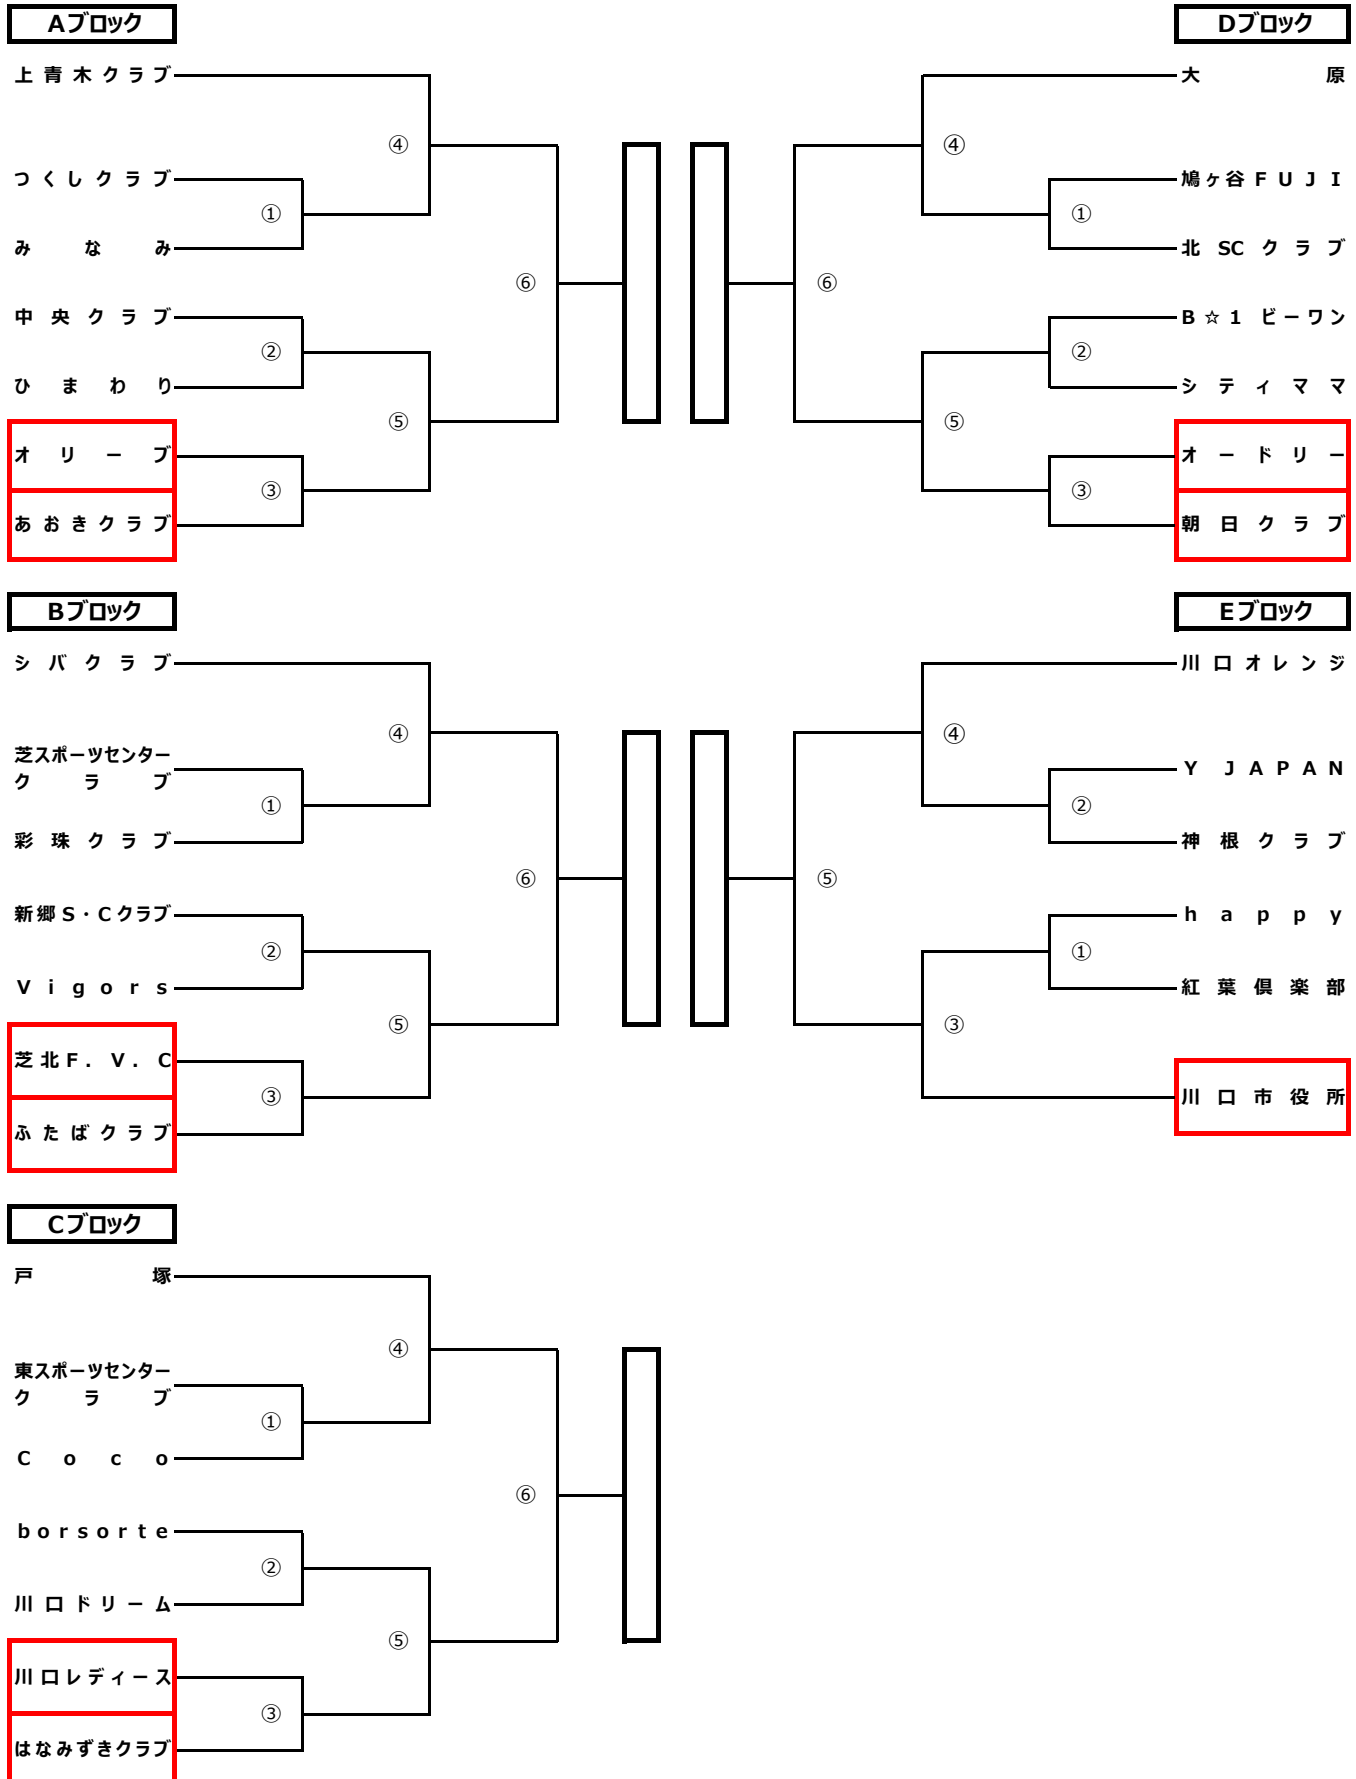 Aブロック
上青木クラブ
④
つくしクラブ
①
みなみ
⑥
中央クラブ
②
ひまわり
⑤
オリーブ
③
あおきクラブ
Dブロック
大原
④
鳩ヶ谷FUJI
①
北SCクラブ
⑥
B☆1 ビーワン
②
シティママ
⑤
オードリー
③
朝日クラブ
Bブロック
シバクラブ
④
芝スポーツセンター
クラブ
①
彩珠クラブ
⑥
新郷S・Cクラブ
②
Vigors
⑤
芝北F.V.C
③
ふたばクラブ
Eブロック
川口オレンジ
④
Y JAPAN
②
神根クラブ
⑤
happy
①
紅葉倶楽部
③
川口市役所
Cブロック
戸塚
④
東スポーツセンター
クラブ
①
Coco
⑥
borsorte
②
川口ドリーム
⑤
川口レディース
③
はなみずきクラブ